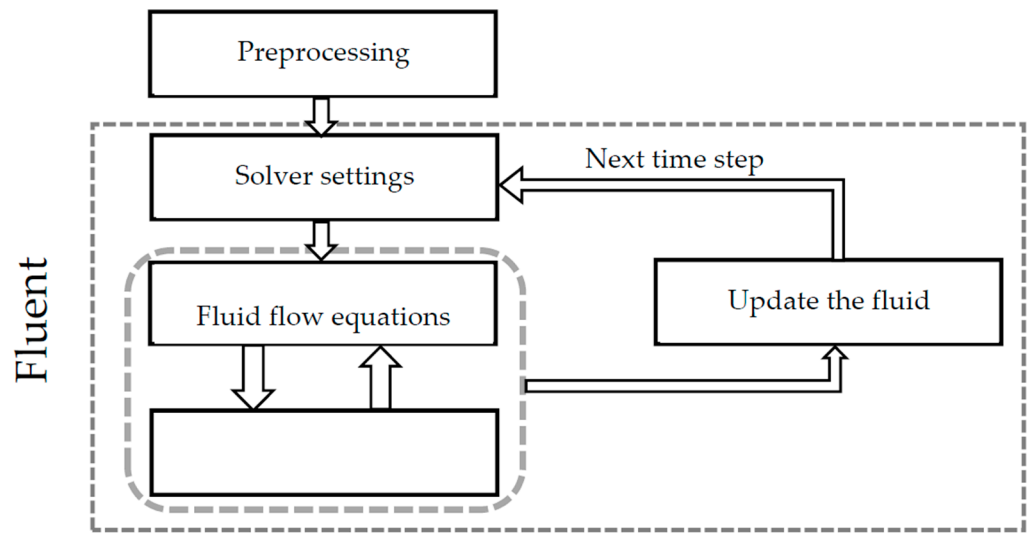 Preprocessing
Solver settings
Next time step
Fluid flow equations
Update the fluid
Fluent